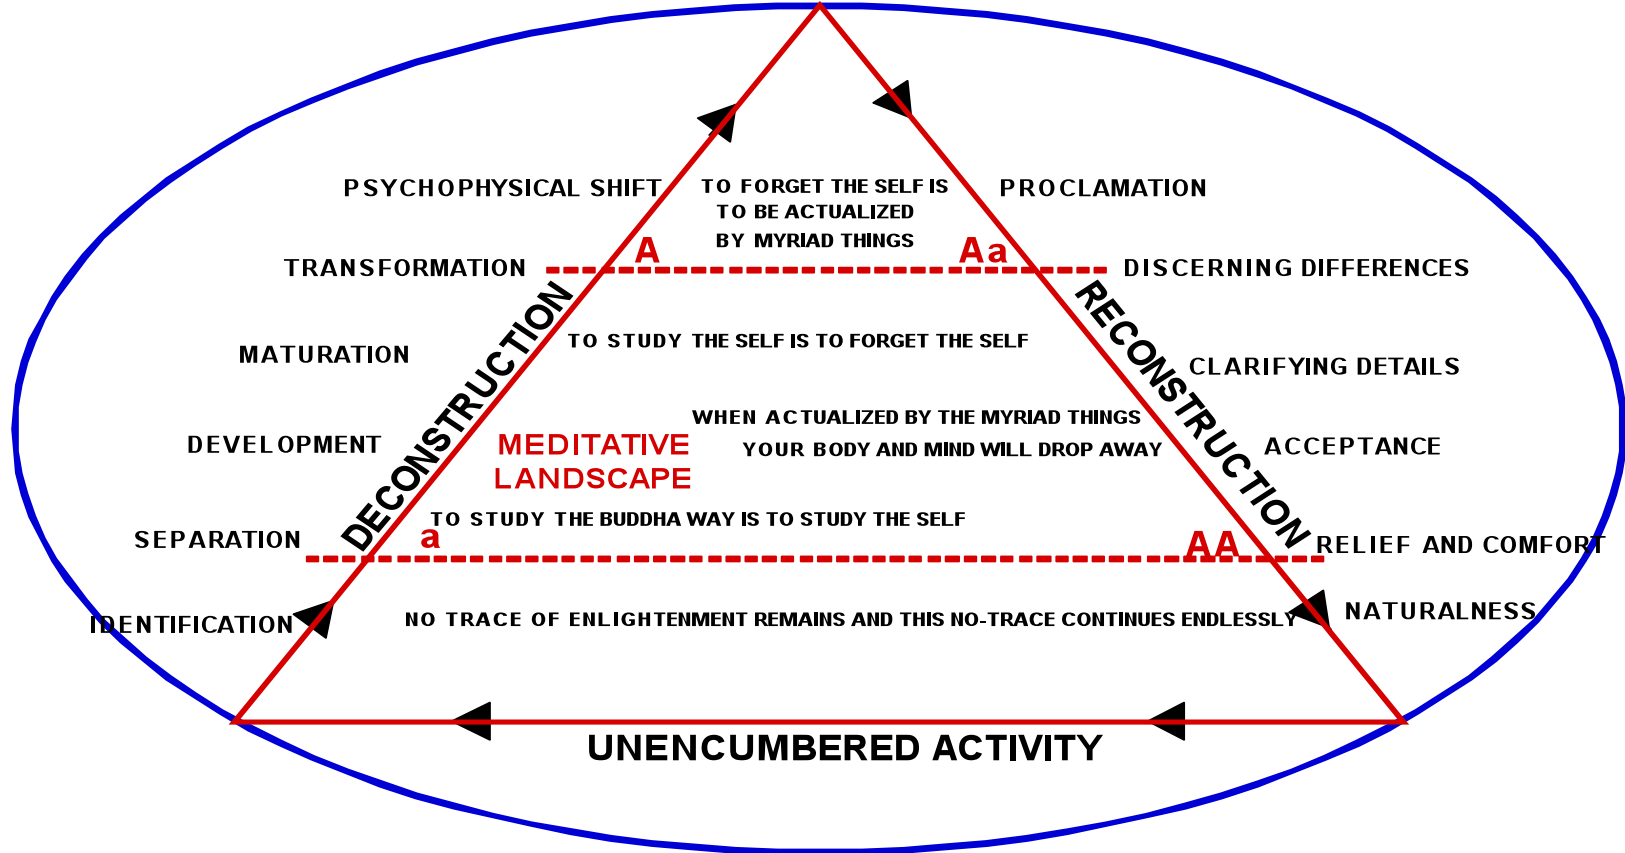 PSYCHOPHYSICAL SHIFT
TO FORGET THE SELF IS
TO BE ACTUALIZED
BY MYRIAD THINGS
PROCLAMATION
A
Aa
TRANSFORMATION
DISCERNING DIFFERENCES
DECONSTRUCTION
RECONSTRUCTION
TO STUDY THE SELF IS TO FORGET THE SELF
MATURATION
CLARIFYING DETAILS
WHEN ACTUALIZED BY THE MYRIAD THINGS
YOUR BODY AND MIND WILL DROP AWAY
DEVELOPMENT
MEDITATIVE
LANDSCAPE
ACCEPTANCE
TO STUDY THE BUDDHA WAY IS TO STUDY THE SELF
SEPARATION
a
AA
RELIEF AND COMFORT
IDENTIFICATION
NO TRACE OF ENLIGHTENMENT REMAINS AND THIS NO-TRACE CONTINUES ENDLESSLY
NATURALNESS
UNENCUMBERED ACTIVITY